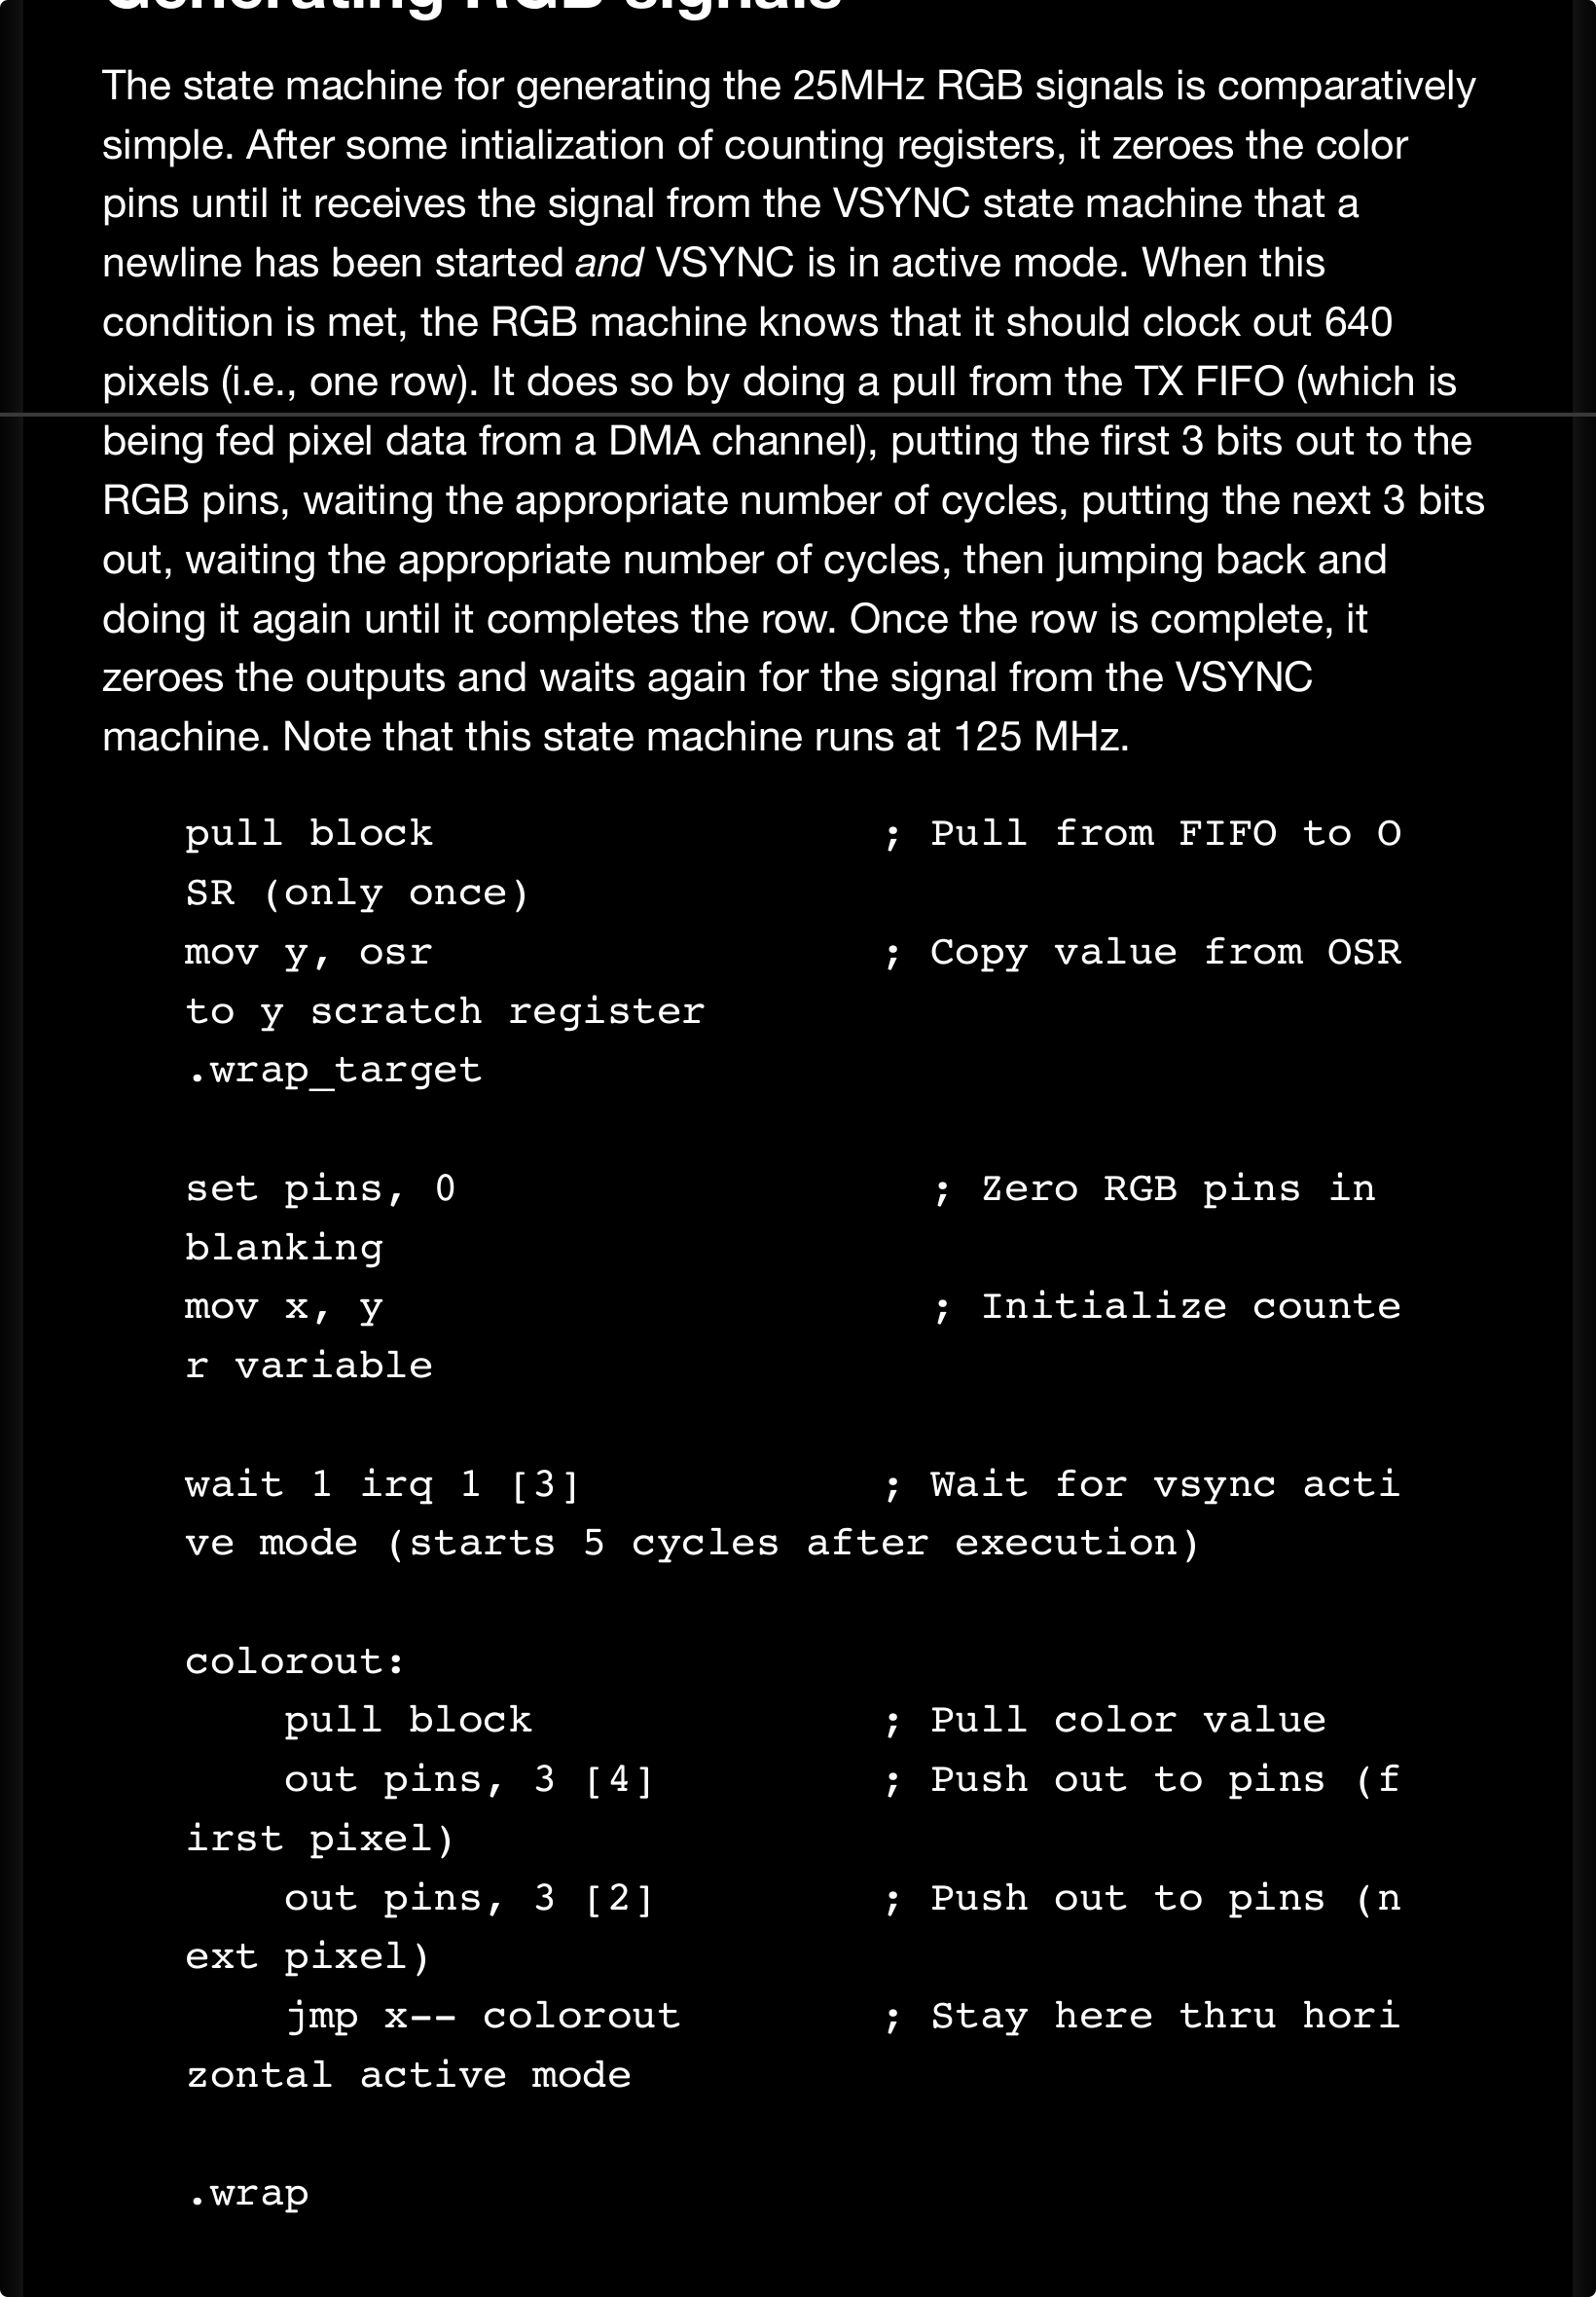 Generating RGB signals
The state machine for generating the 25MHz RGB signals is comparatively
simple. After some intialization of counting registers, it zeroes the color
pins until it receives the signal from the VSYNC state machine that a
newline has been started and VSYNC is in active mode. When this
condition is met, the RGB machine knows that it should clock out 640
pixels (i.e., one row). It does so by doing a pull from the TX FIFO (which is
being fed pixel data from a DMA channel), putting the first 3 bits out to the
RGB pins, waiting the appropriate number of cycles, putting the next 3 bits
out, waiting the appropriate number of cycles, then jumping back and
doing it again until it completes the row. Once the row is complete, it
zeroes the outputs and waits again for the signal from the VSYNC
machine. Note that this state machine runs at 125 MHz.
pull block ; Pull from FIFO to O
SR (only once)
mov y, osr ; Copy value from OSR
to y scratch register
.wrap_target
set pins, 0 ; Zero RGB pins in
blanking
mov x, y ; Initialize counte
r variable
wait 1 irq 1 [3] ; Wait for vsync acti
ve mode (starts 5 cycles after execution)
colorout:
pull block ; Pull color value
out pins, 3 [4] ; Push out to pins (f
irst pixel)
out pins, 3 [2] ; Push out to pins (n
ext pixel)
jmp x-- colorout ; Stay here thru hori
zontal active mode
.wrap